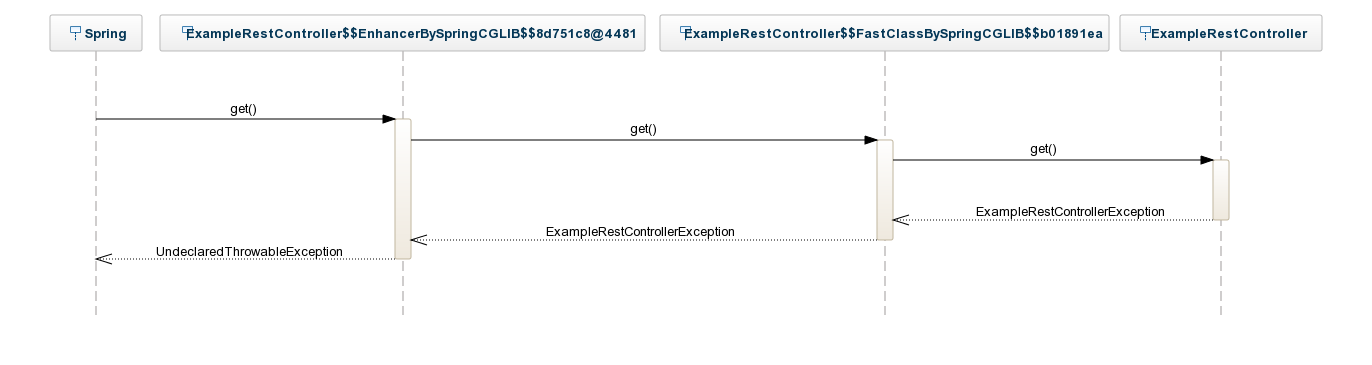 Spring
ExampleRestController$$EnhancerBySpringCGLIB$$8d751c8@4481
ExampleRestController$$FastClassBySpringCGLIB$$b01891ea
ExampleRestController
get()
get()
get()
ExampleRestControllerException
ExampleRestControllerException
UndeclaredThrowableException